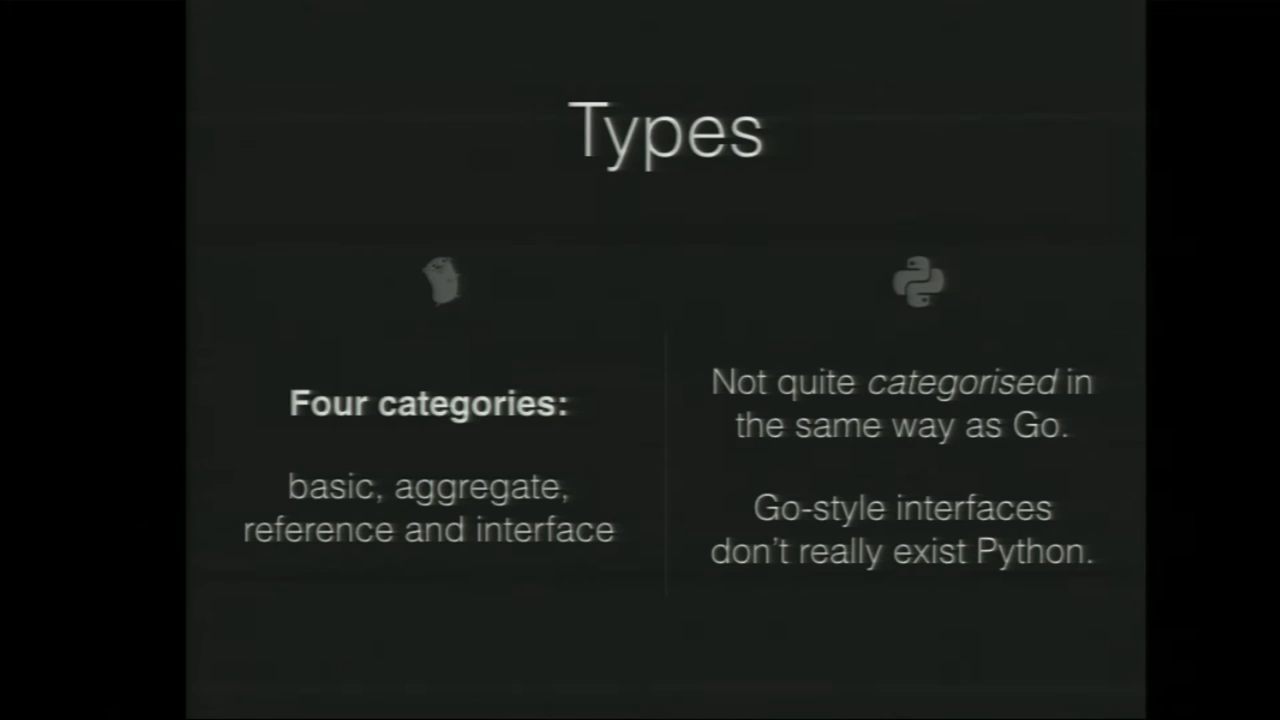 Types
Four categories:
basic, aggregate,
reference and interface
Not quite categorised in
the same way as Go.
Go-style interfaces
don't really exist Python.